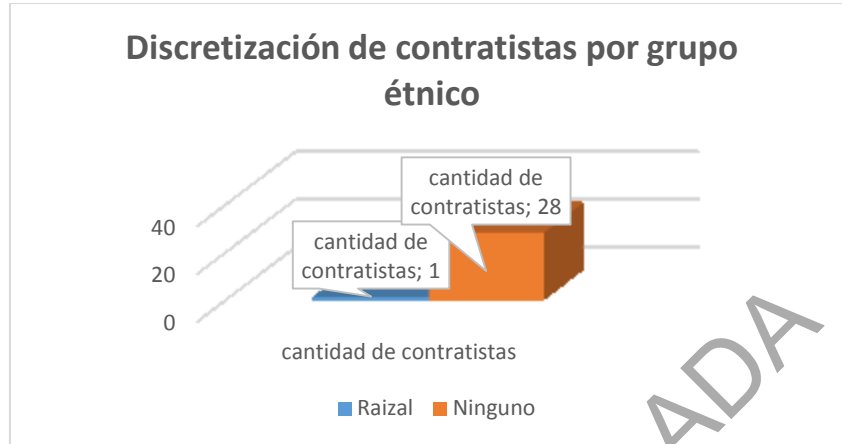 Discretización de contratistas por grupo
étnico
cantidad de
contratistas; 28
cantidad de
contratistas; 1
40
20
0
cantidad de contratistas
Raizal
Ninguno
ADA